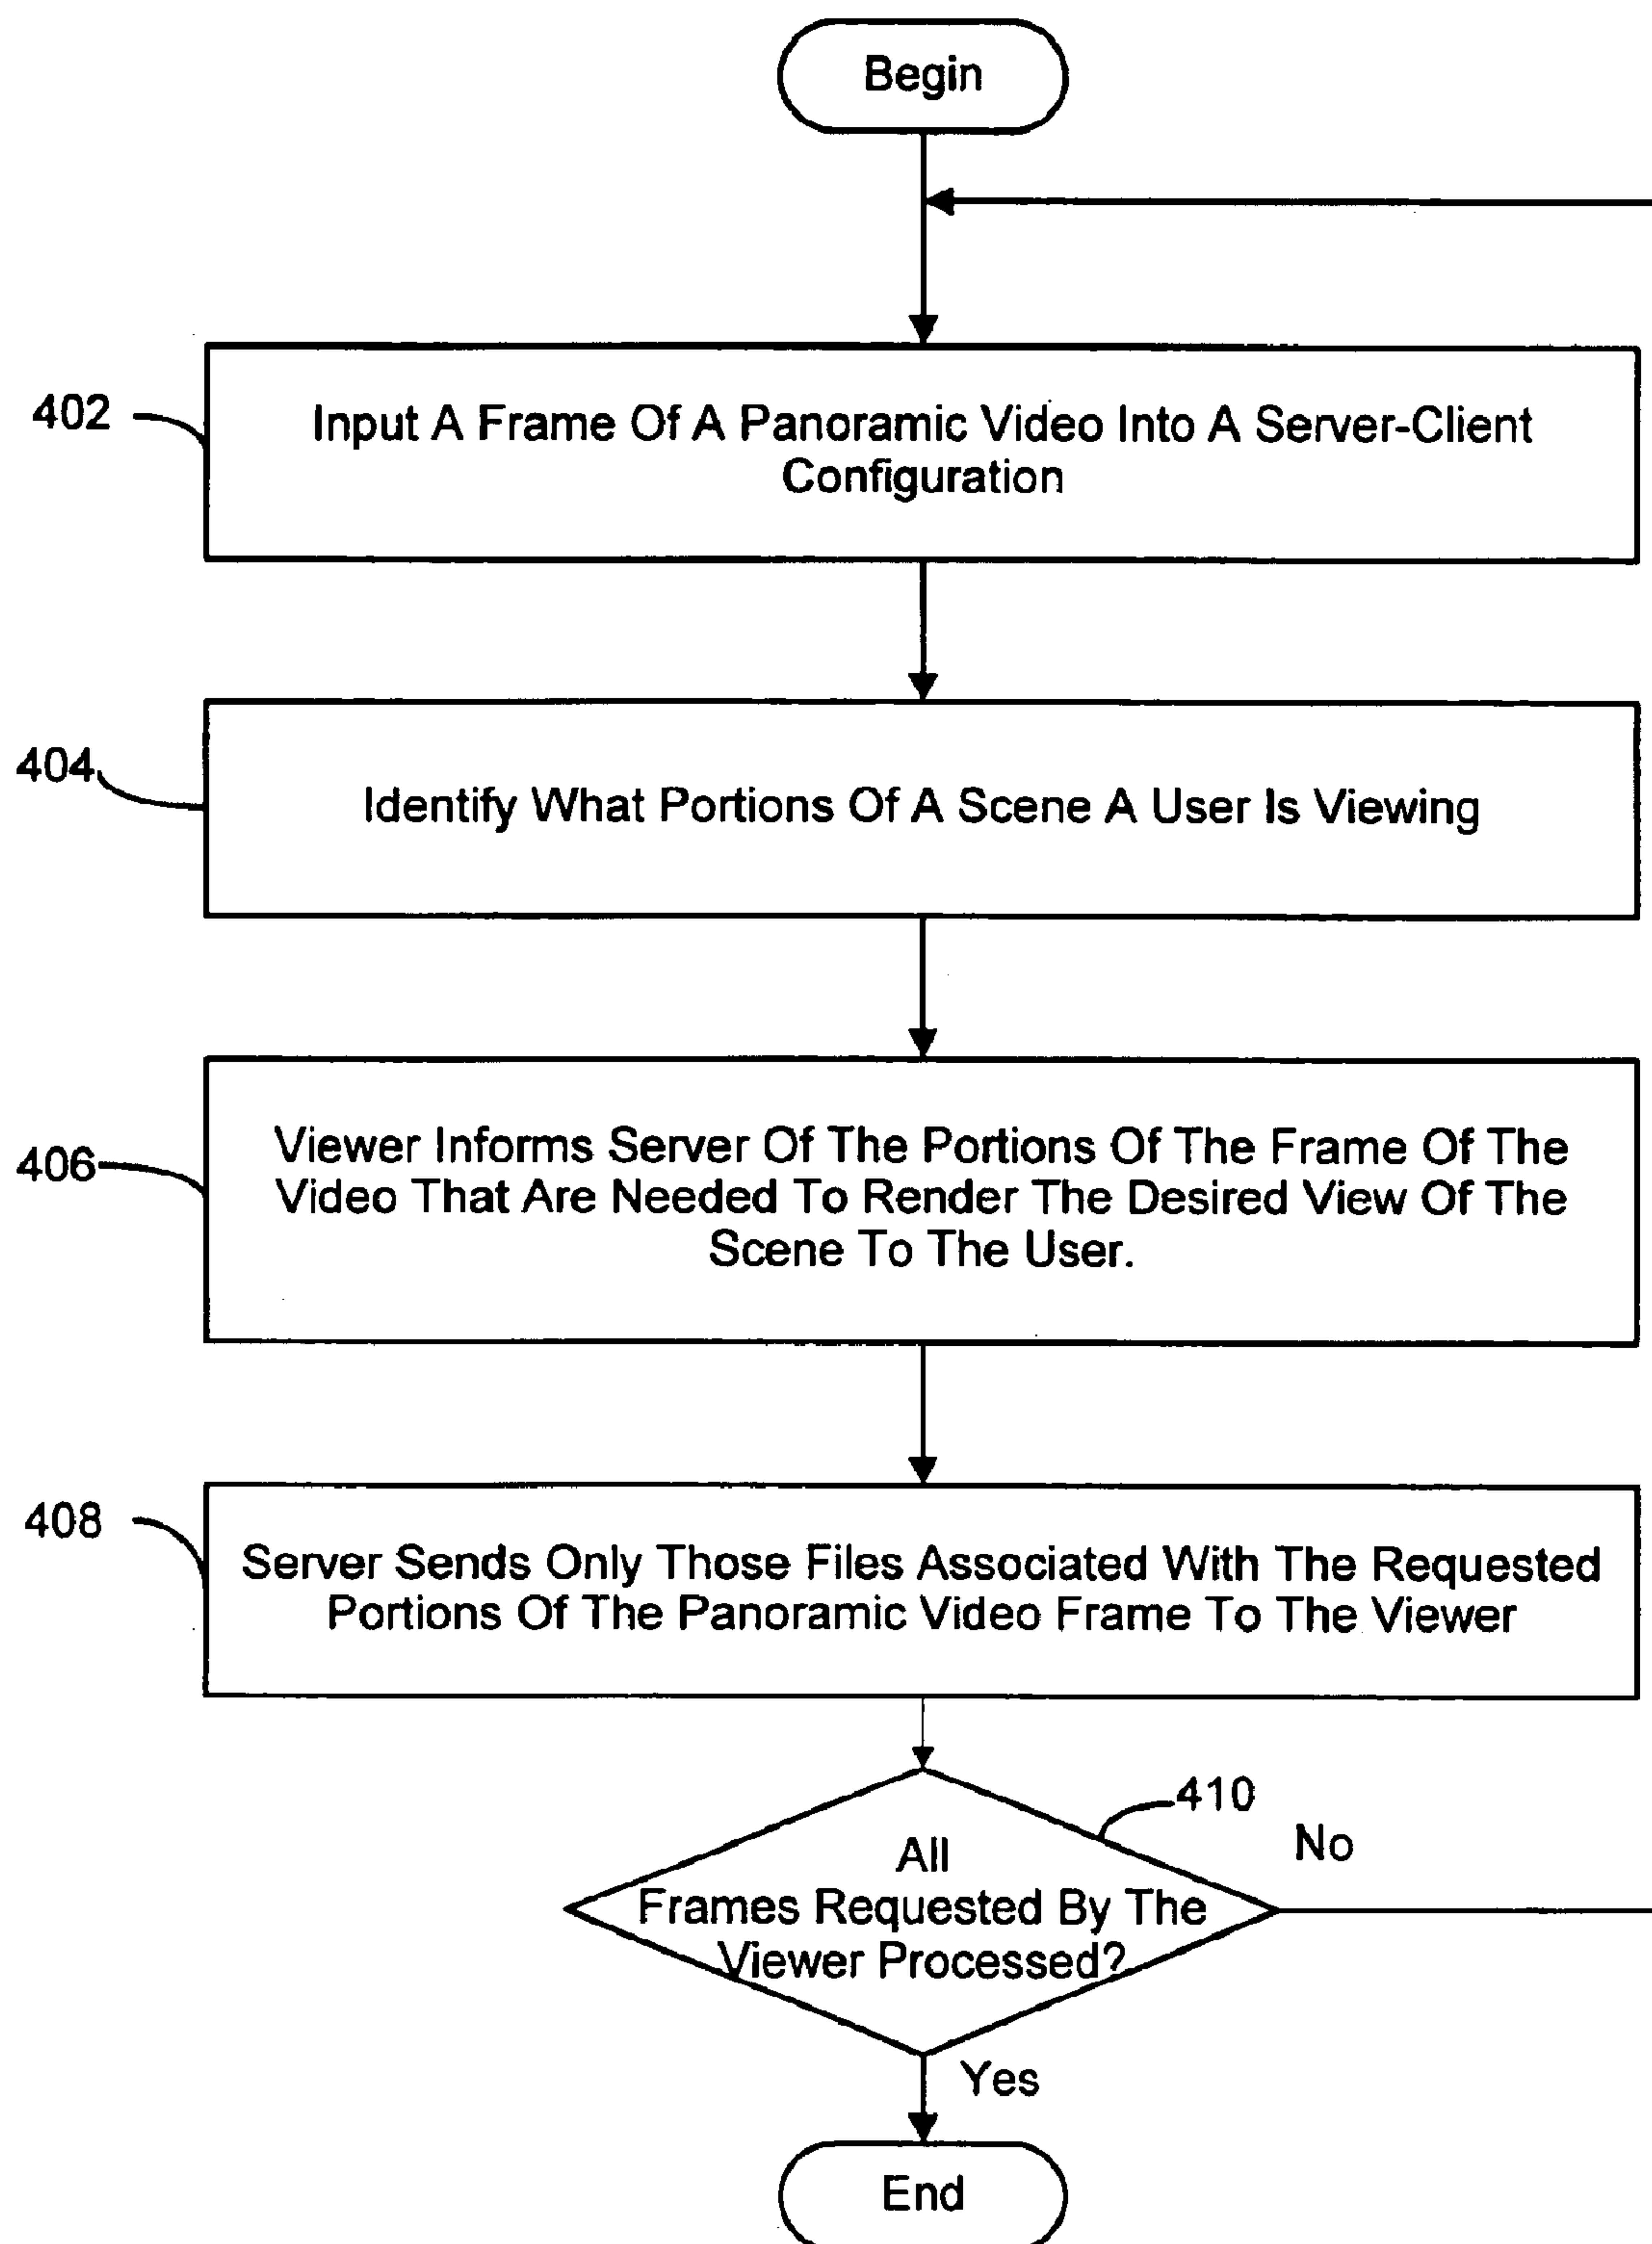 Begin
402
Input A Frame Of A Panoramic Video Into A Server-Client
Configuration
404
Identify What Portions Of A Scene A User Is Viewing
406
Viewer Informs Server Of The Portions Of The Frame Of The
Video That Are Needed To Render The Desired View Of The
Scene To The User.
408
Server Sends Only Those Files Associated With The Requested
Portions Of The Panoramic Video Frame To The Viewer
410
No
All
Frames Requested By The
Viewer Processed?
Yes
End